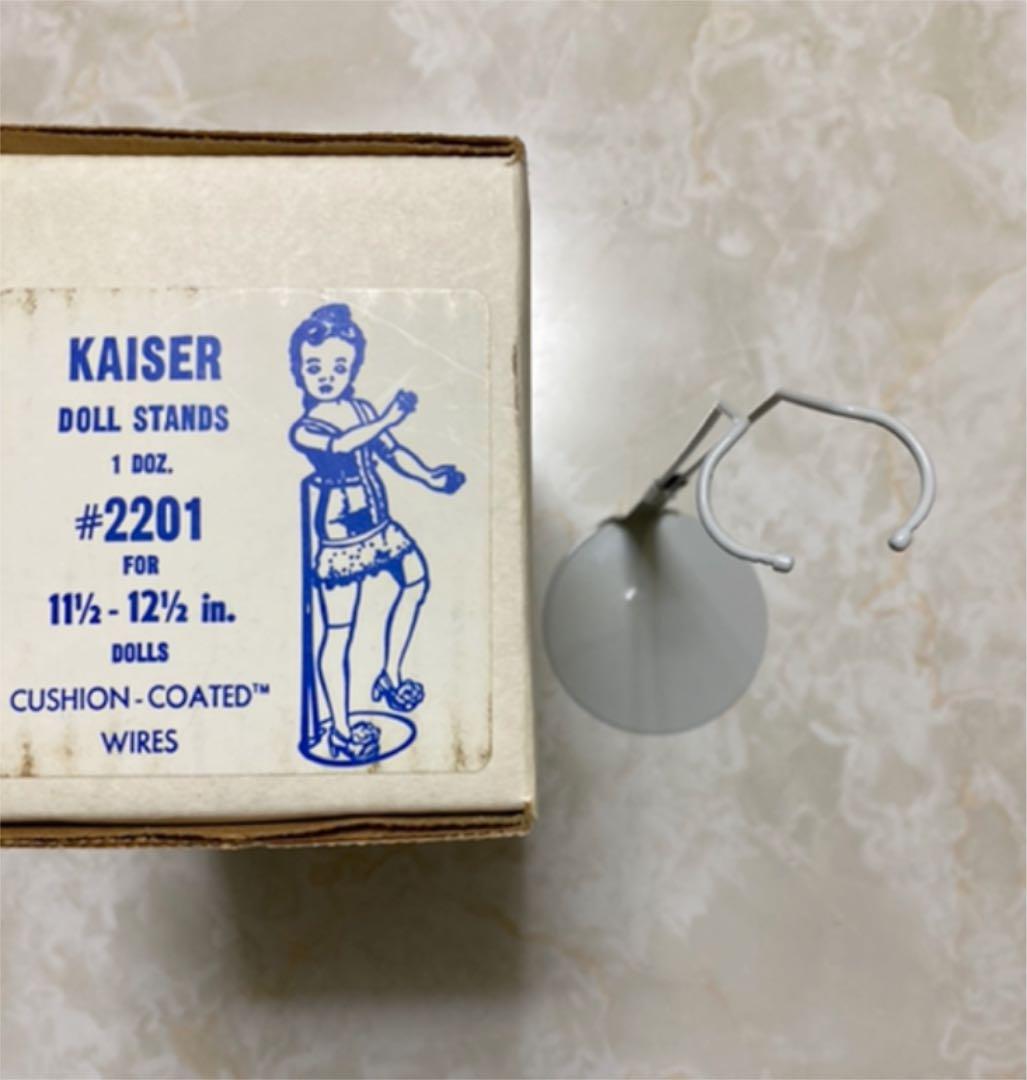 KAISER
DOLL STANDS
1 DOZ.
#2201
FOR
11½ - 12½ in.
DOLLS
CUSHION - COATED™
WIRES